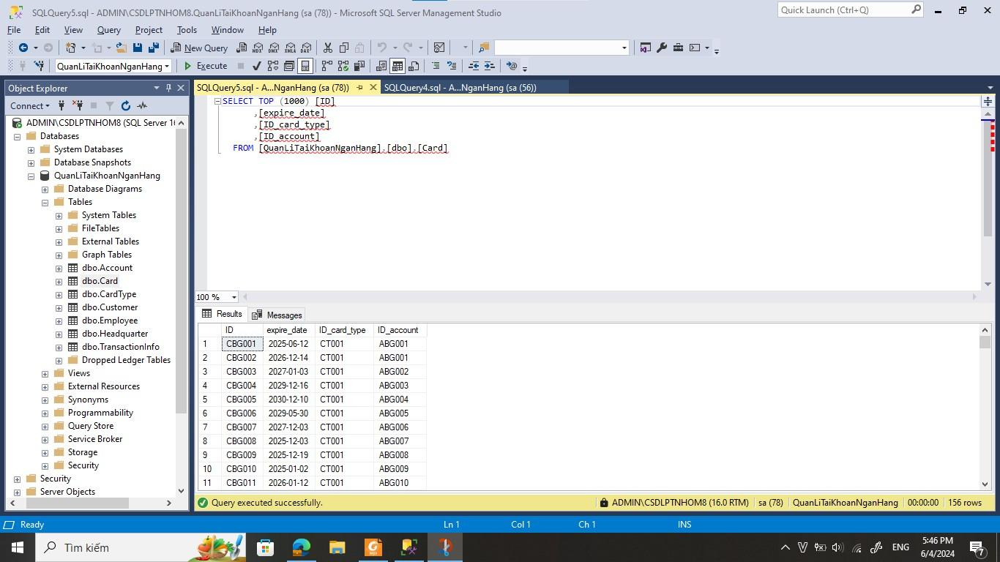 SQLQuery5.sql - ADMIN\CSDLPTNHOM8.QuanLiTaiKhoanNganHang (sa (78)) - Microsoft SQL Server Management Studio
Quick Launch (Ctrl+Q)
File Edit View Query Project Tools Window Help
New Query
MDX DMX XMLA DAX
QuanLiTaiKhoanNganHang Execute
Object Explorer
SQLQuery5.sql - A...NganHang (sa (78)) SQLQuery4.sql - A...NganHang (sa (56))
Connect
ADMIN\CSDLPTNHOM8 (SQL Server 16
Databases
System Databases
Database Snapshots
QuanLiTaiKhoanNganHang
Database Diagrams
Tables
System Tables
FileTables
External Tables
Graph Tables
dbo.Account
dbo.Card
dbo.CardType
dbo.Customer
dbo.Employee
dbo.Headquarter
dbo.TransactionInfo
Dropped Ledger Tables
Views
External Resources
Synonyms
Programmability
Query Store
Service Broker
Storage
Security
Security
Server Objects
SELECT TOP (1000) [ID]
,[expire_date]
,[ID_card_type]
,[ID_account]
FROM [QuanLiTaiKhoanNganHang].[dbo].[Card]
100 %
Results Messages
ID expire_date ID_card_type ID_account
1 CBG001 2025-06-12 CT001 ABG001
2 CBG002 2026-12-14 CT001 ABG001
3 CBG003 2027-01-03 CT001 ABG002
4 CBG004 2029-12-16 CT001 ABG003
5 CBG005 2030-12-10 CT001 ABG004
6 CBG006 2029-05-30 CT001 ABG005
7 CBG007 2027-12-03 CT001 ABG006
8 CBG008 2025-12-03 CT001 ABG007
9 CBG009 2025-12-19 CT001 ABG008
10 CBG010 2025-01-02 CT001 ABG009
11 CBG011 2026-01-12 CT001 ABG010
Query executed successfully. ADMIN\CSDLPTNHOM8 (16.0 RTM) sa (78) QuanLiTaiKhoanNganHang 00:00:00 156 rows
Ready Ln 1 Col 1 Ch 1 INS
Tìm kiếm
ENG
5:46 PM
6/4/2024
7